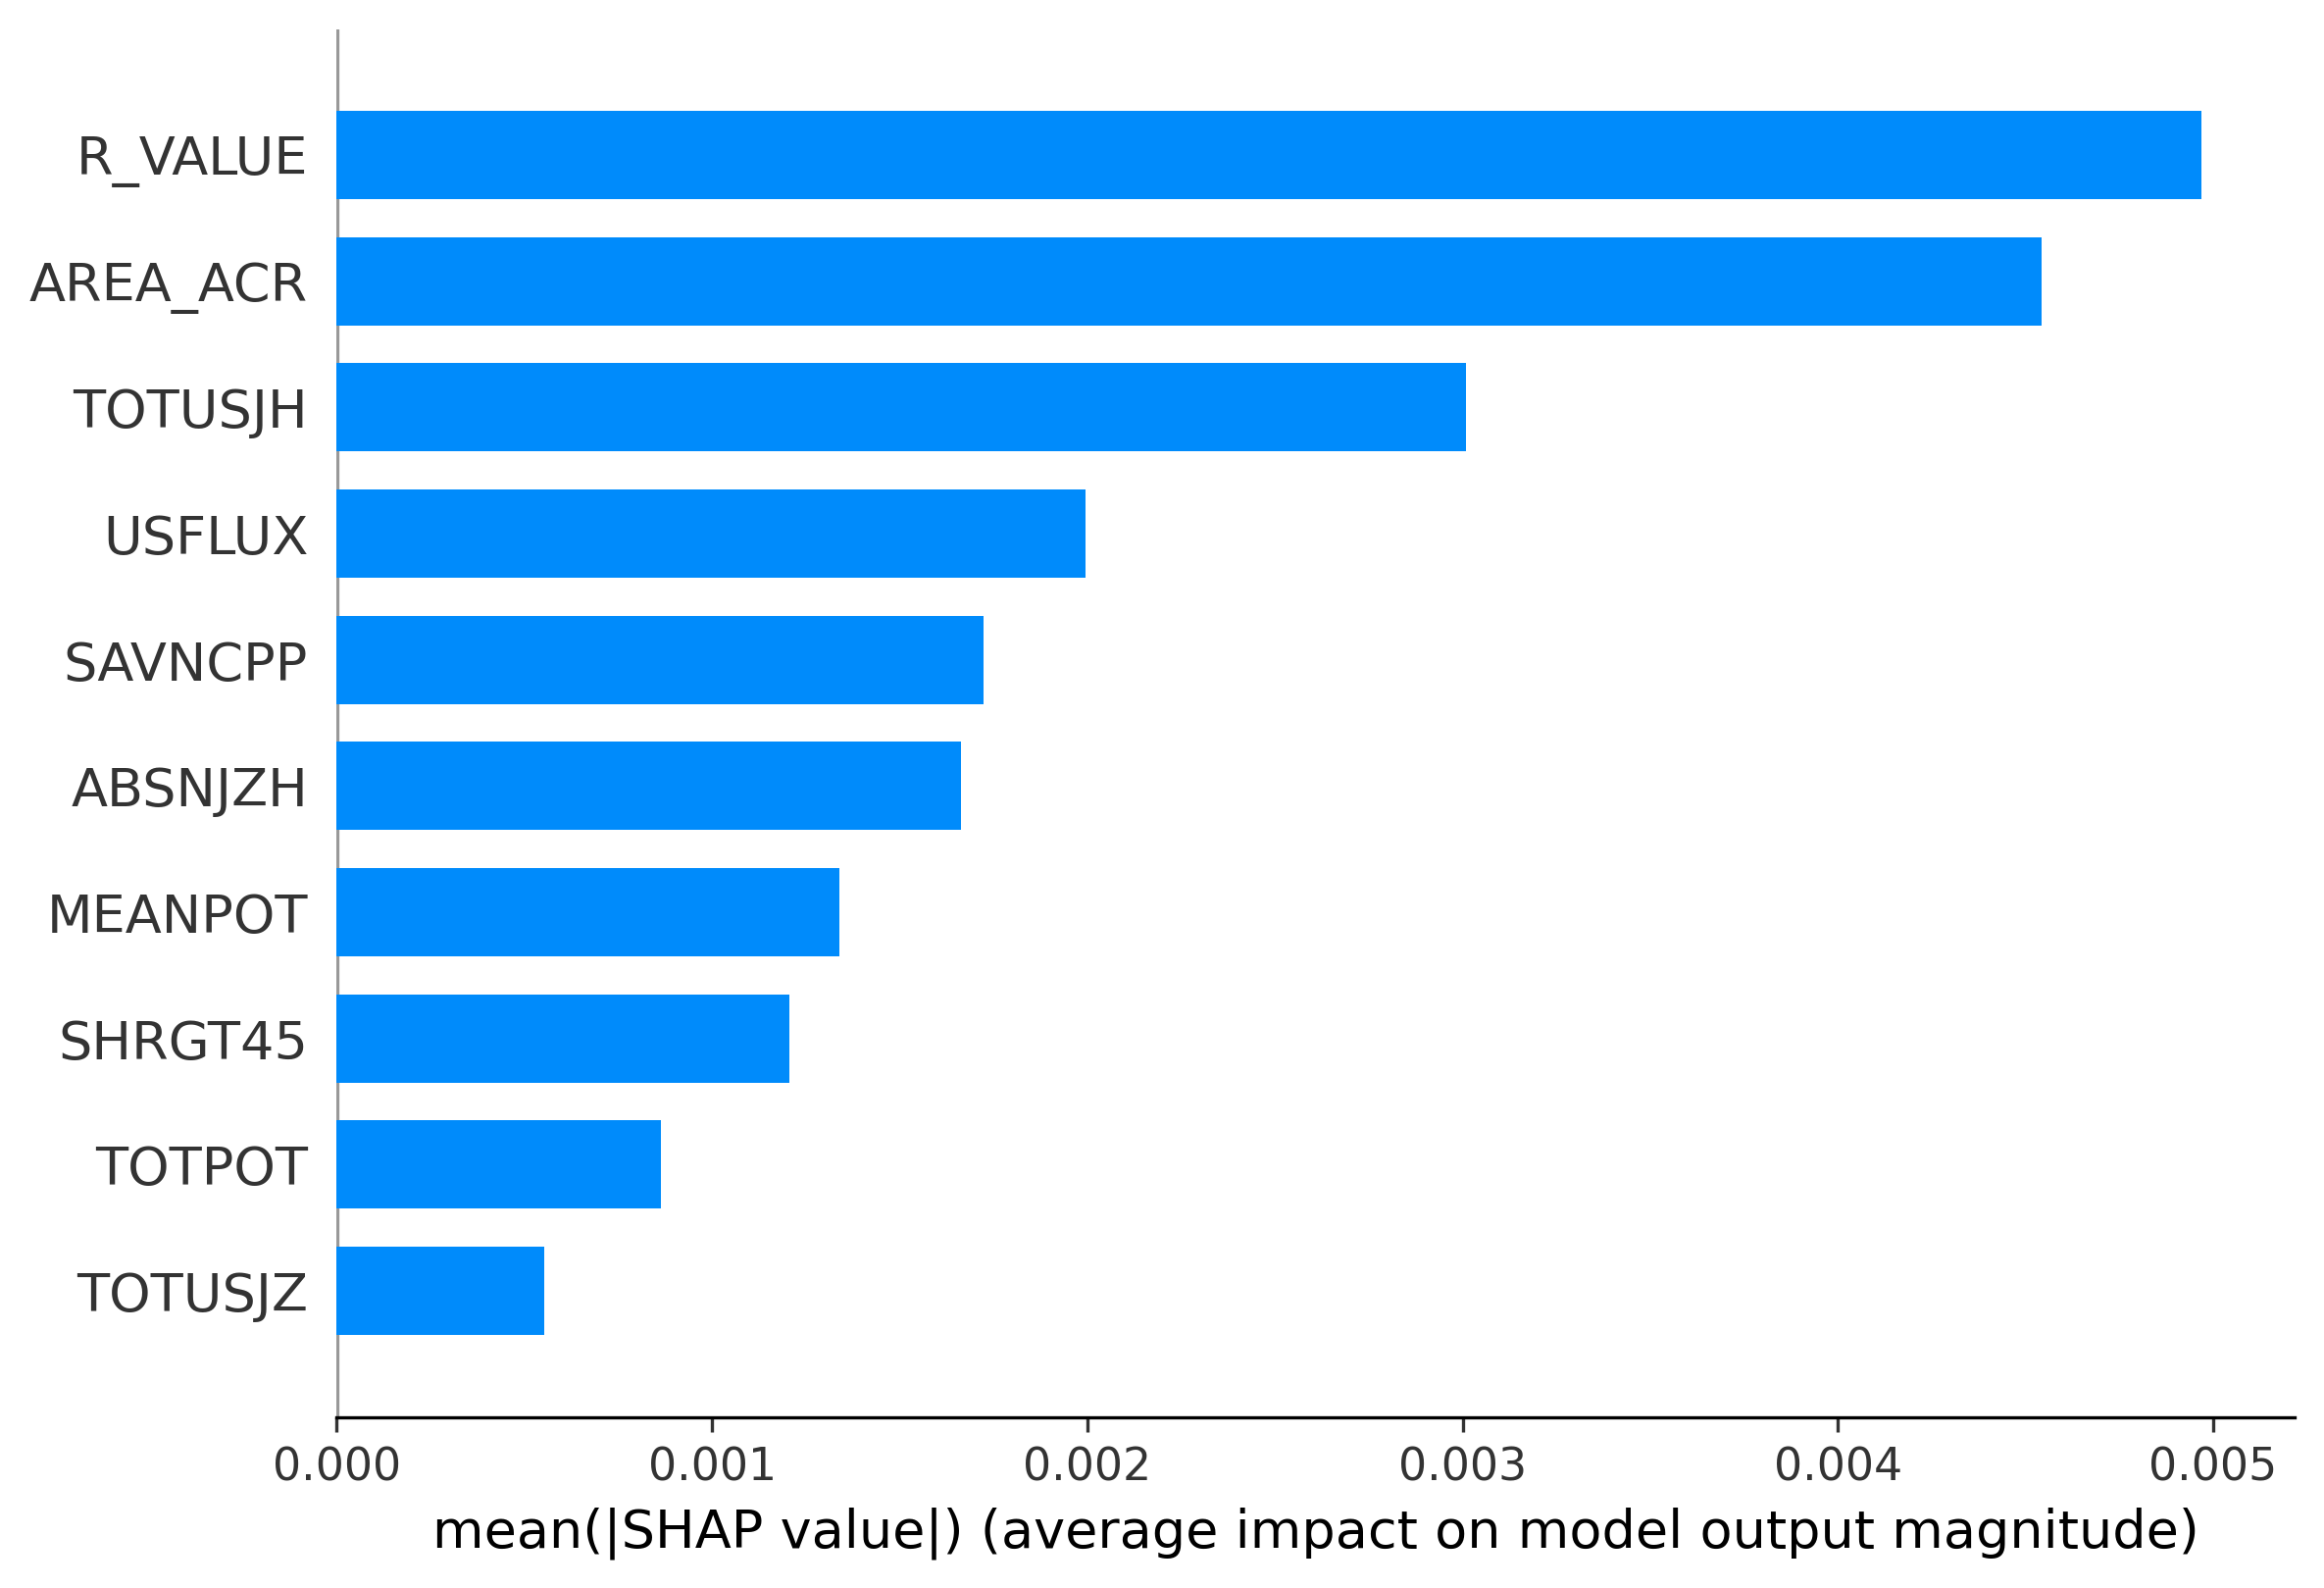 R_VALUE
AREA_ACR
TOTUSJH
USFLUX
SAVNCPP
ABSNJZH
MEANPOT
SHRGT45
TOTPOT
TOTUSJZ
0.000 0.001 0.002 0.003 0.004 0.005
mean(|SHAP value|) (average impact on model output magnitude)